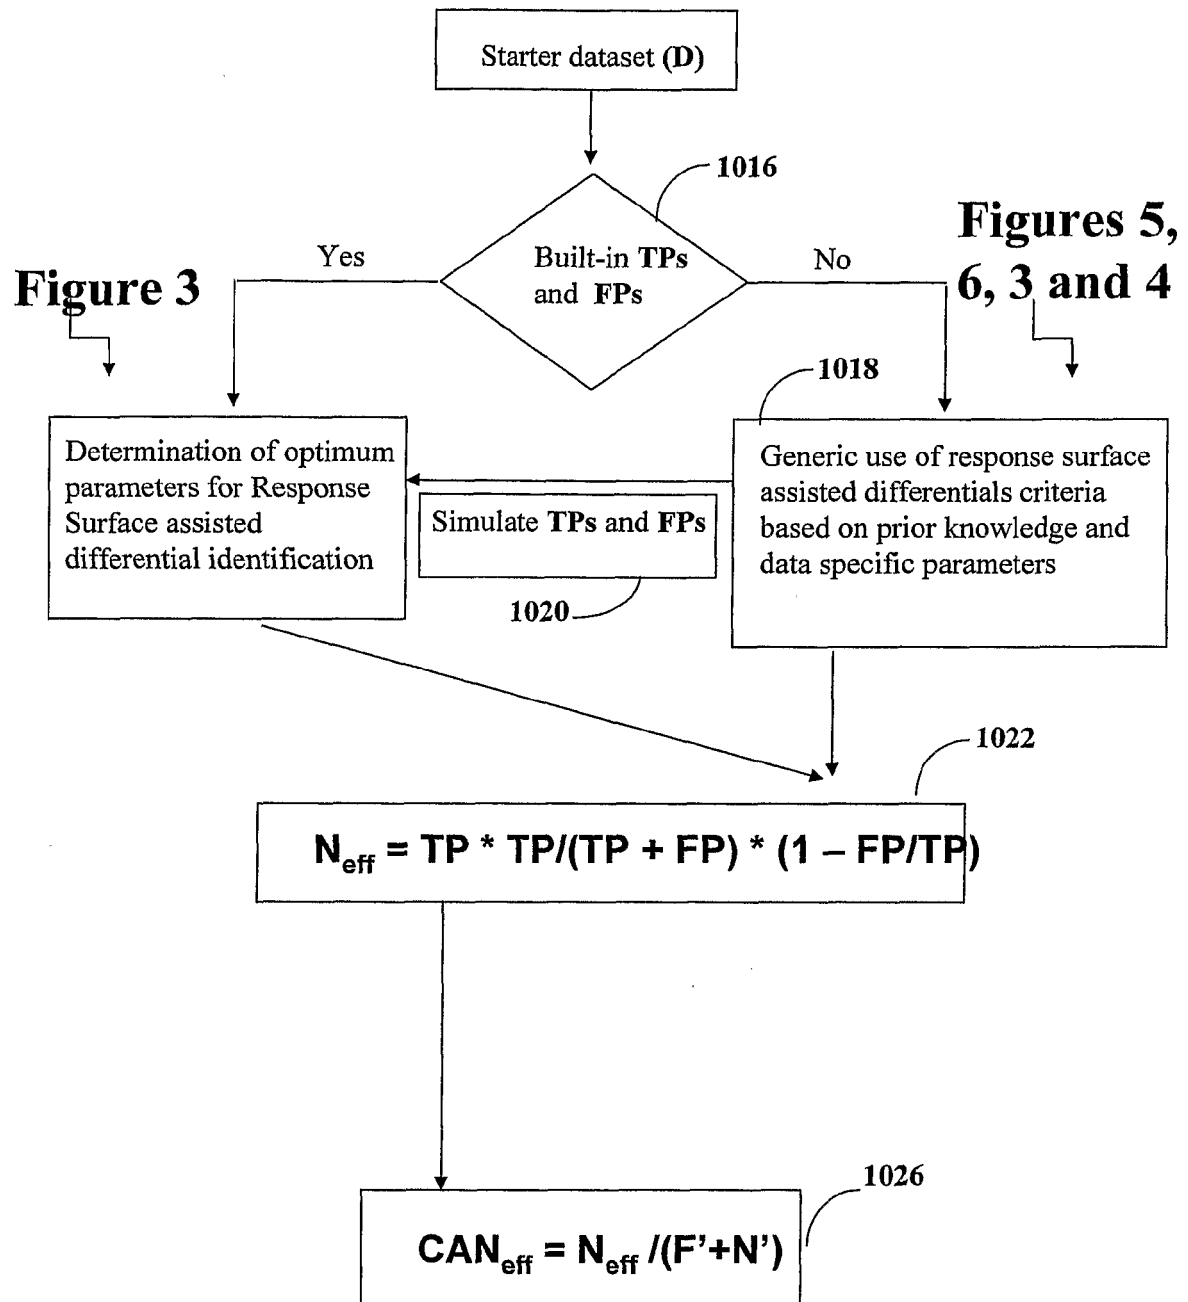 Starter dataset (D)
1016
Figures 5,
6, 3 and 4
Yes
Built-in TPs
and FPs
No
Figure 3
1018
Determination of optimum
parameters for Response
Surface assisted
differential identification
Generic use of response surface
assisted differentials criteria
based on prior knowledge and
data specific parameters
Simulate TPs and FPs
1020
1022
Neff = TP * TP/(TP + FP) * (1 – FP/TP)
1026
CANeff = Neff /(F'+N')